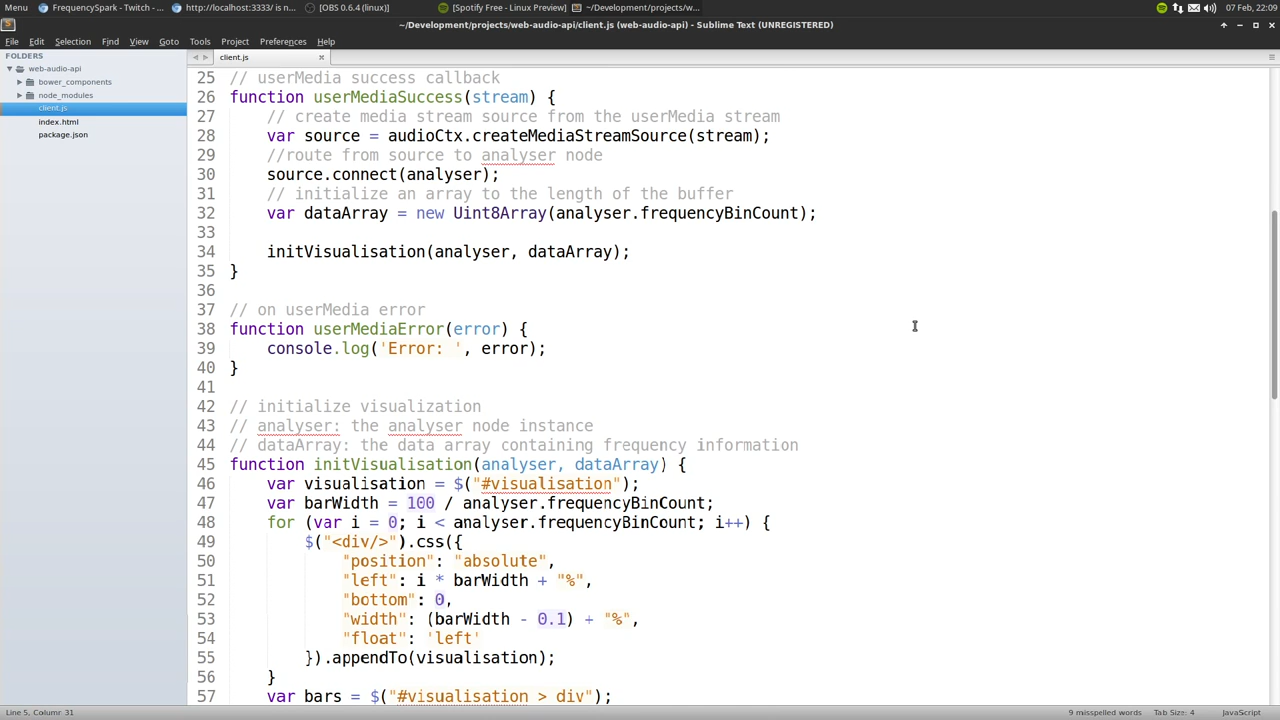 Menu FrequencySpark - Twitch - ... http://localhost:3333/ is n... [OBS 0.6.4 (linux)] [Spotify Free - Linux Preview] ~/Development/projects/w... 07 Feb, 22:09
~/Development/projects/web-audio-api/client.js (web-audio-api) - Sublime Text (UNREGISTERED)
File Edit Selection Find View Goto Tools Project Preferences Help
FOLDERS
web-audio-api
bower_components
node_modules
client.js
index.html
package.json
client.js
25 // userMedia success callback
26 function userMediaSuccess(stream) {
27 // create media stream source from the userMedia stream
28 var source = audioCtx.createMediaStreamSource(stream);
29 //route from source to analyser node
30 source.connect(analyser);
31 // initialize an array to the length of the buffer
32 var dataArray = new Uint8Array(analyser.frequencyBinCount);
33
34 initVisualisation(analyser, dataArray);
35 }
36
37 // on userMedia error
38 function userMediaError(error) {
39 console.log('Error: ', error);
40 }
41
42 // initialize visualization
43 // analyser: the analyser node instance
44 // dataArray: the data array containing frequency information
45 function initVisualisation(analyser, dataArray) {
46 var visualisation = $("#visualisation");
47 var barWidth = 100 / analyser.frequencyBinCount;
48 for (var i = 0; i < analyser.frequencyBinCount; i++) {
49 $("<div/>").css({
50 "position": "absolute",
51 "left": i * barWidth + "%",
52 "bottom": 0,
53 "width": (barWidth - 0.1) + "%",
54 "float": 'left'
55 }).appendTo(visualisation);
56 }
57 var bars = $("#visualisation > div");
Line 5, Column 31 9 misspelled words Tab Size: 4 JavaScript